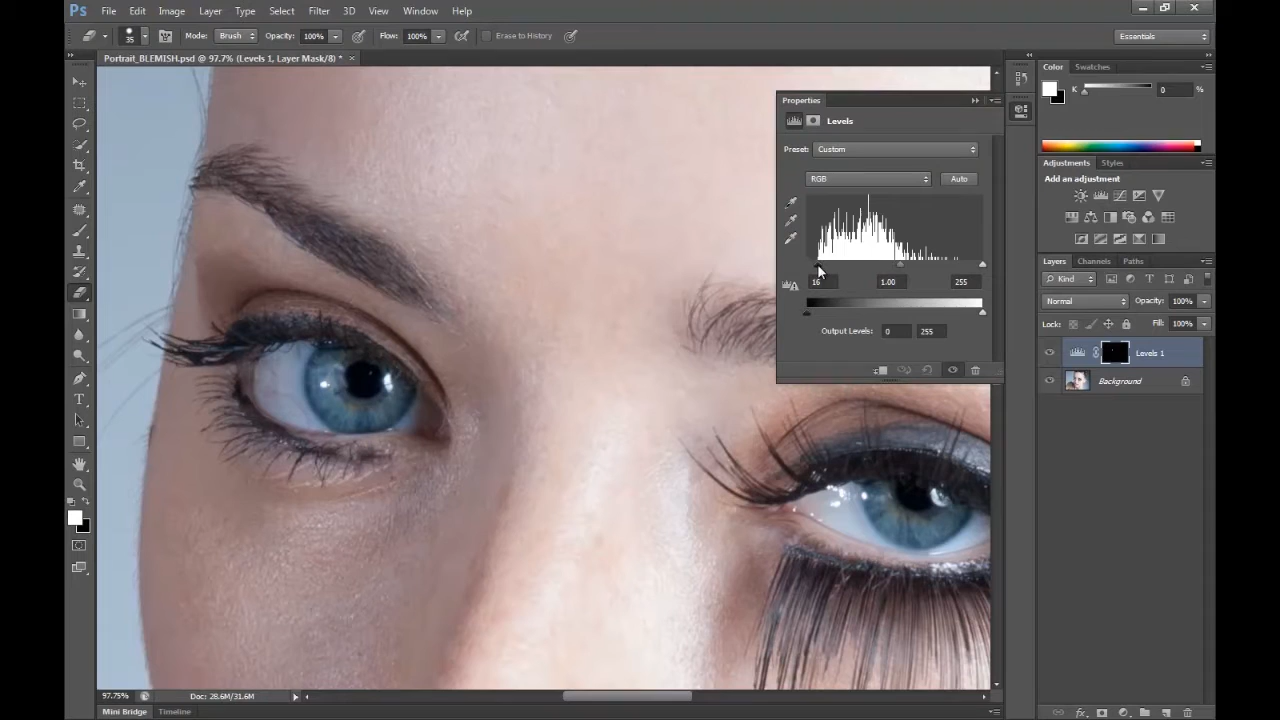 Ps File Edit Image Layer Type Select Filter 3D View Window Help
35 Mode: Brush Opacity: 100% Flow: 100% Erase to History Essentials
Portrait_BLEMISH.psd @ 97.7% (Levels 1, Layer Mask/8) * ×
Color Swatches
K 0 %
Properties
Levels
Preset: Custom
RGB Auto
16 1.00 255
Output Levels: 0 255
Adjustments Styles
Add an adjustment
Layers Channels Paths
Kind
Normal Opacity: 100%
Lock: Fill: 100%
Levels 1
Background
T
97.75% Doc: 28.6M/31.6M
Mini Bridge Timeline
fx